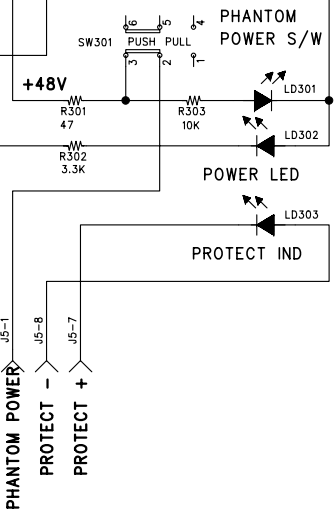 PHANTOM
POWER S/W
6 5 4
SW301 PUSH PULL
3 2 1
+48V
LD301
R301
47
R303
10K
LD302
R302
3.3K
POWER LED
LD303
PROTECT IND
J5-1
J5-8
J5-7
PHANTOM POWER
PROTECT -
PROTECT +